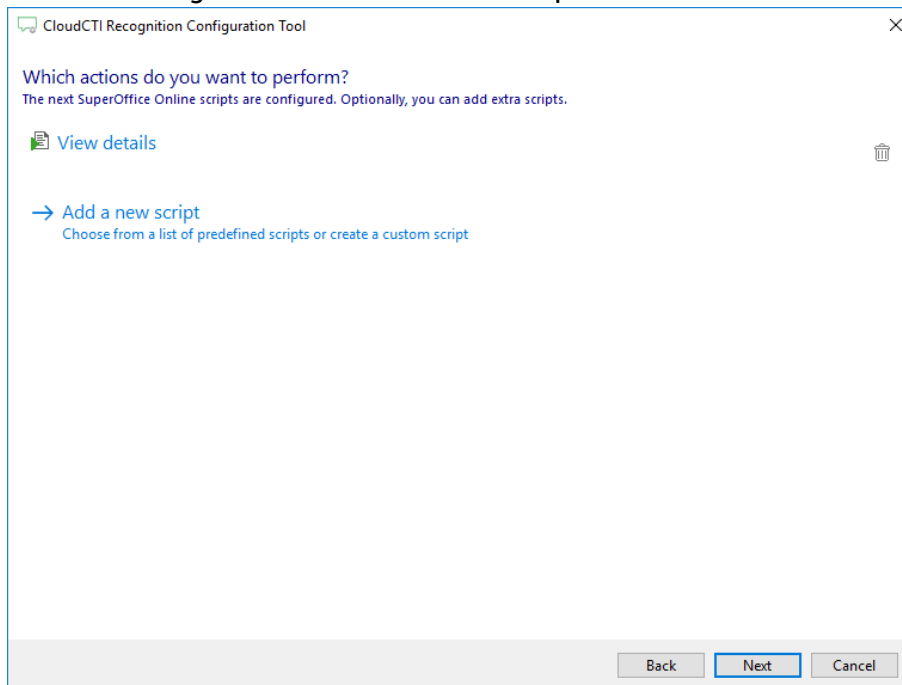 CloudCTI Recognition Configuration Tool
Which actions do you want to perform?
The next SuperOffice Online scripts are configured. Optionally, you can add extra scripts.
View details
Add a new script
Choose from a list of predefined scripts or create a custom script
Back Next Cancel